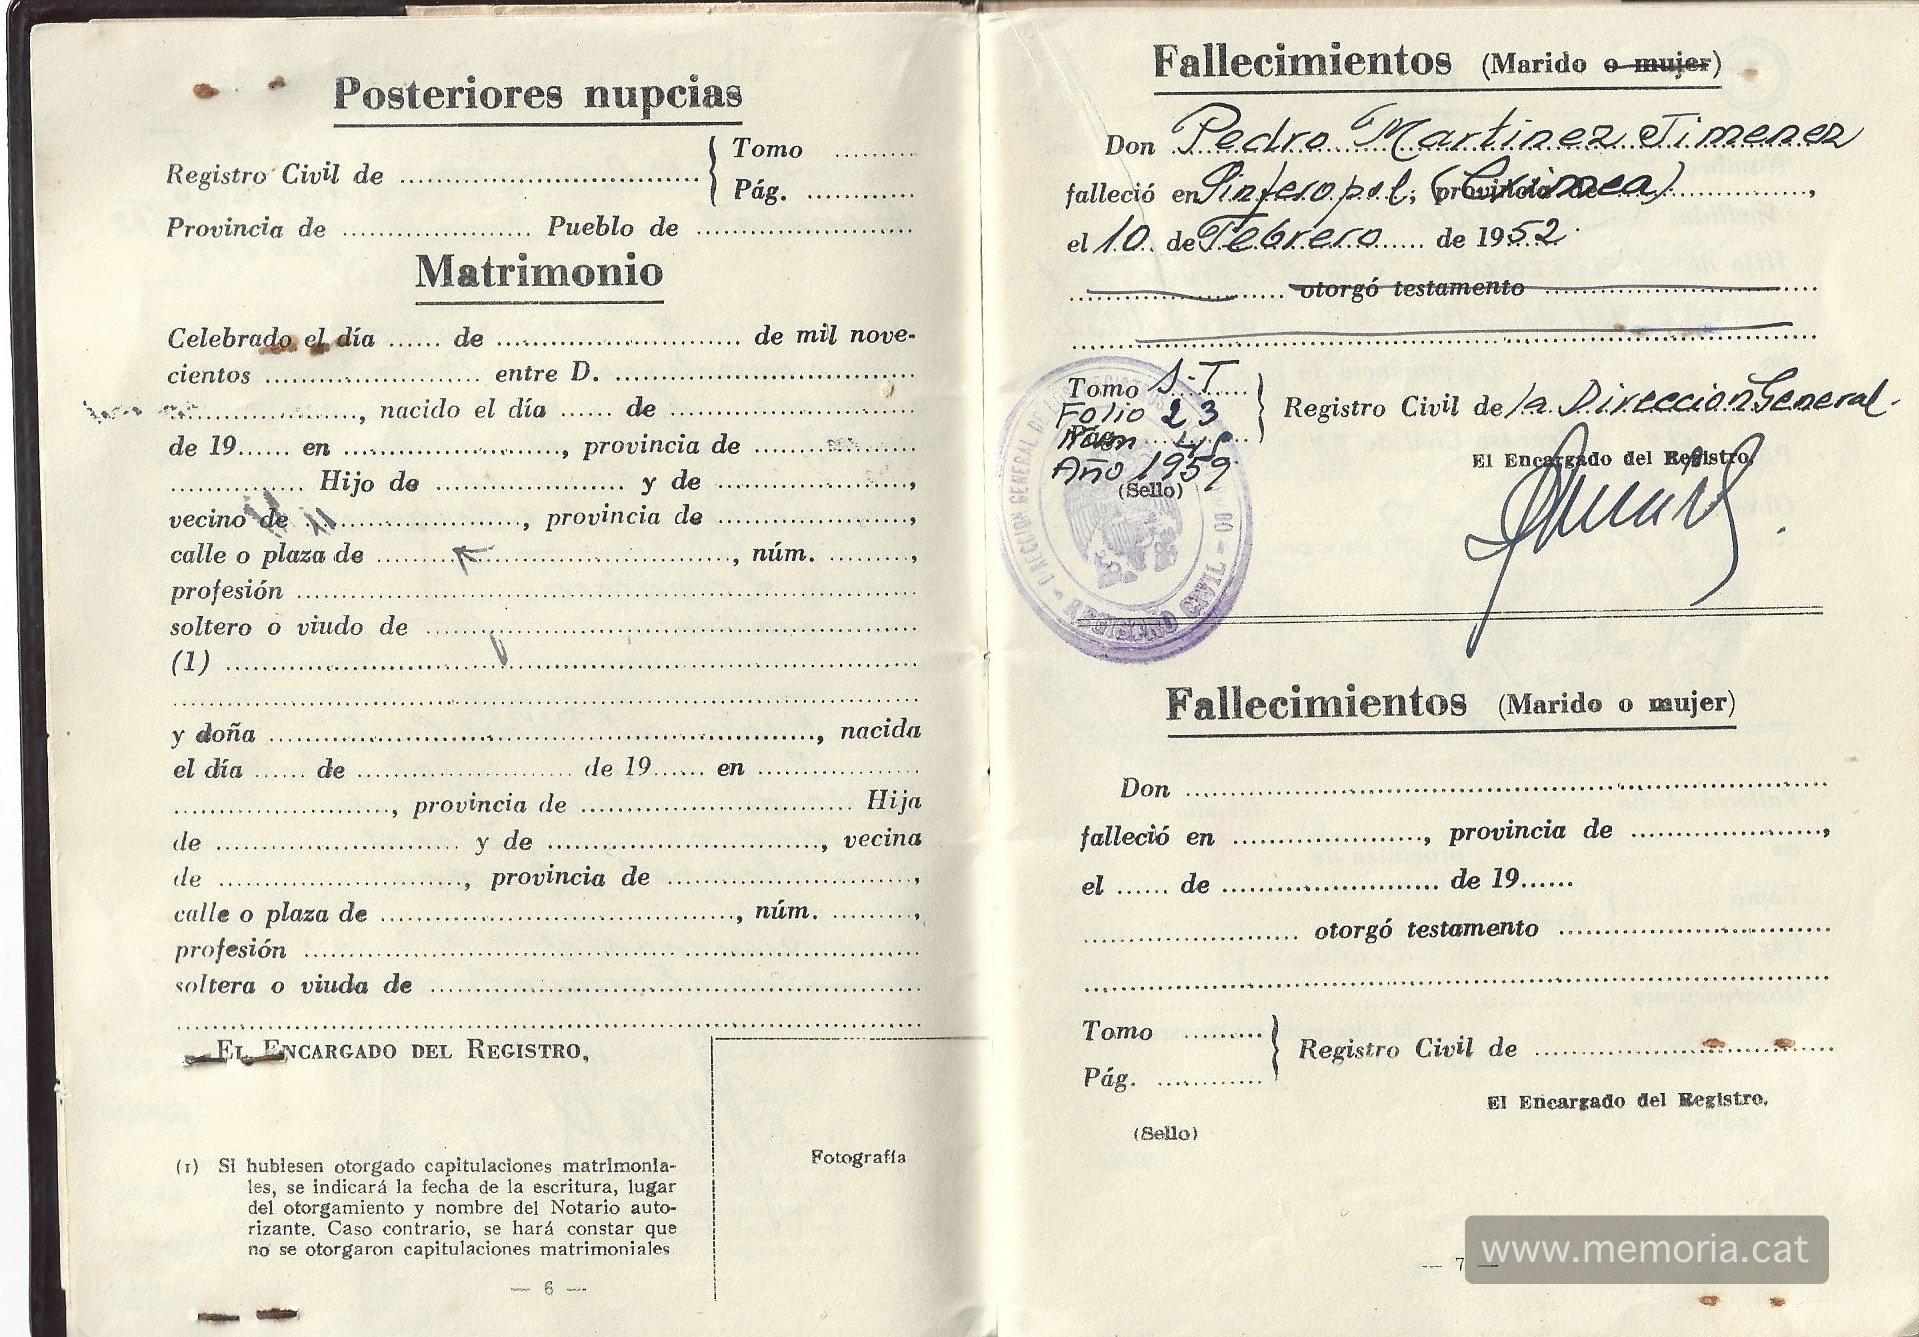 Posteriores nupcias
Registro Civil de .......... { Tomo ..........
Pág. ..........
Provincia de .......... Pueblo de ..........
Matrimonio
Celebrado el día ...... de .......... de mil nove-
cientos .......... entre D. ..........
.........., nacido el día ...... de ..........
de 19...... en .........., provincia de ..........
.......... Hijo de .......... y de ..........,
vecino de .........., provincia de ..........,
calle o plaza de .........., núm. ..........,
profesión ..........
soltero o viudo de ..........
(1) ..........
y doña .........., nacida
el día ...... de .......... de 19...... en ..........
.........., provincia de .......... Hija
de .......... y de .........., vecina
de .........., provincia de ..........,
calle o plaza de .........., núm. ..........,
profesión ..........
soltera o viuda de ..........
EL ENCARGADO DEL REGISTRO,
Fotografía
(1) Si hubiesen otorgado capitulaciones matrimonia-
les, se indicará la fecha de la escritura, lugar
del otorgamiento y nombre del Notario auto-
rizante. Caso contrario, se hará constar que
no se otorgaron capitulaciones matrimoniales
— 6 —
Fallecimientos (Marido o mujer)
Don Pedro Martinez Jimenez
falleció en Pinferopol, provincia de (Crimea),
el 10 de Febrero de 1952
otorgó testamento
Tomo S-T
Folio 23
Pág.
Año 1959
(Sello)
Registro Civil de la Direccion General.
El Encargado del Registro,
DIRECCION GENERAL DE
REGISTRO CIVIL
Fallecimientos (Marido o mujer)
Don ..........
falleció en .........., provincia de ..........,
el ...... de .......... de 19......
.......... otorgó testamento ..........
Tomo .......... } Registro Civil de ..........
Pág. ..........
El Encargado del Registro,
(Sello)
— 7 —
www.memoria.cat